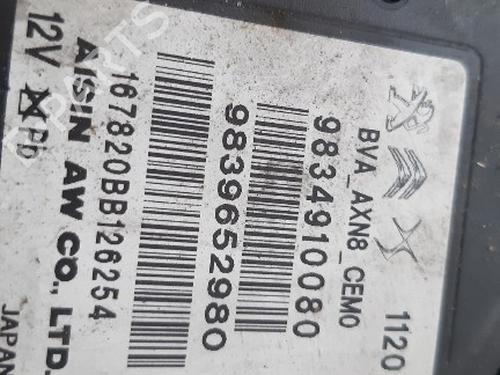 1120
BVA_AXN8_CEM0
9834910080
9839652980
167820BB126254
AISIN AW CO., LTD.
12V Pb
JAPAN